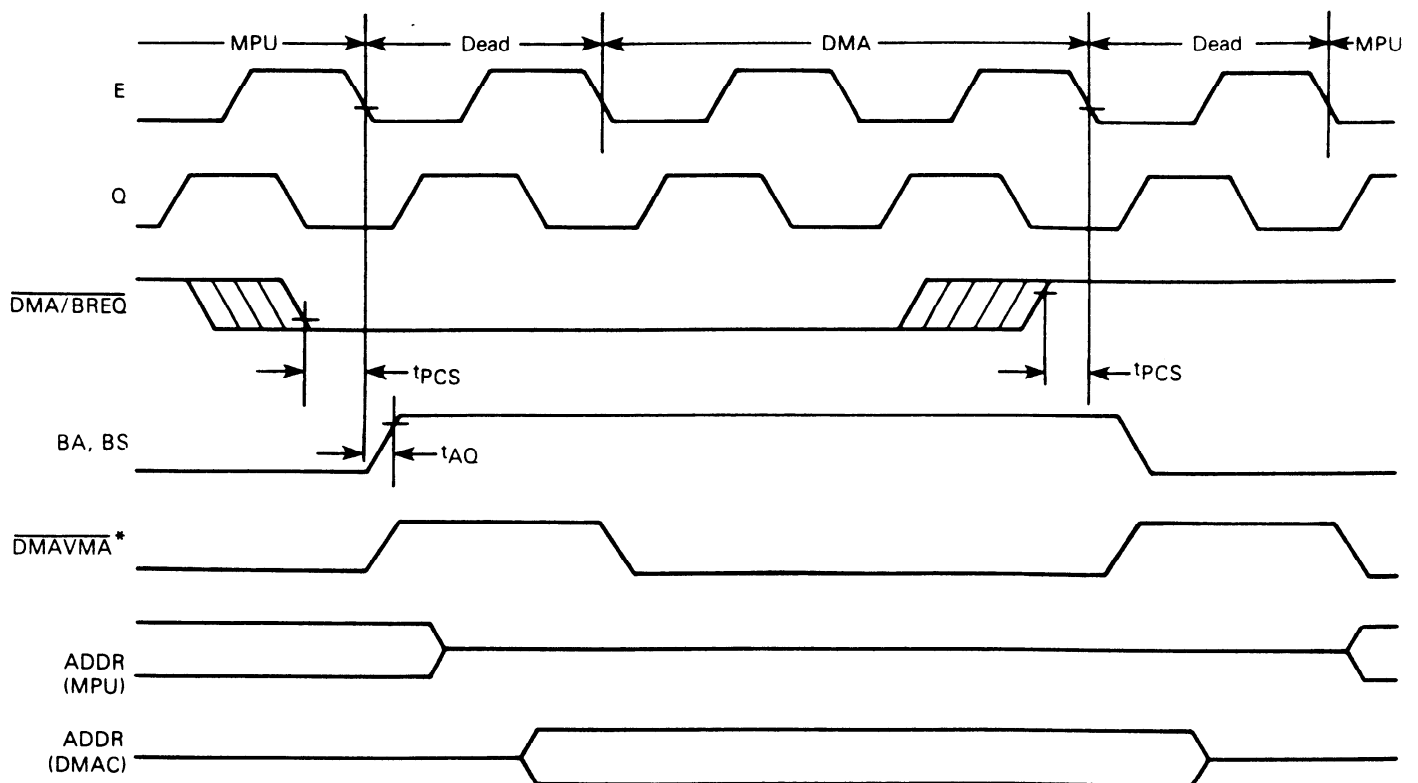 MPU Dead DMA Dead MPU
E
Q
DMA/BREQ
tPCS tPCS
BA, BS
tAQ
DMAVMA*
ADDR
(MPU)
ADDR
(DMAC)